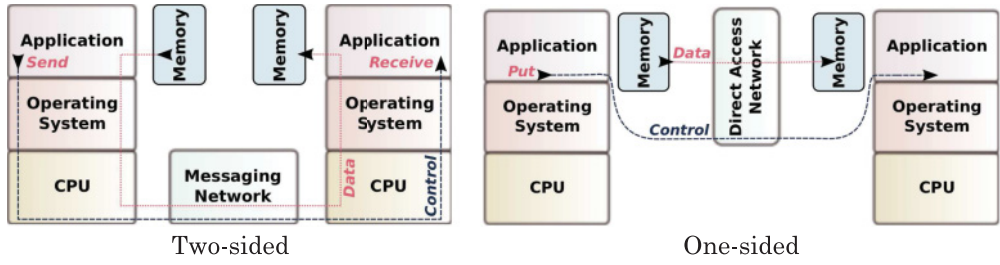 Application
Send
Memory
Memory
Application
Receive
Operating
System
Operating
System
CPU
Messaging
Network
Data
CPU
Control
Two-sided
Application
Put
Memory
Data
Direct Access
Network
Memory
Application
Operating
System
Control
Operating
System
CPU
CPU
One-sided